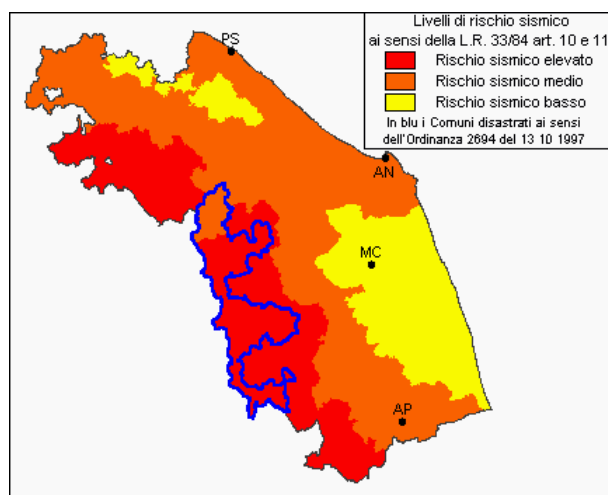 Livelli di rischio sismico
ai sensi della L.R. 33/84 art. 10 e 11
Rischio sismico elevato
Rischio sismico medio
Rischio sismico basso
In blu i Comuni disastrati ai sensi
dell'Ordinanza 2694 del 13 10 1997
PS
AN
MC
AP